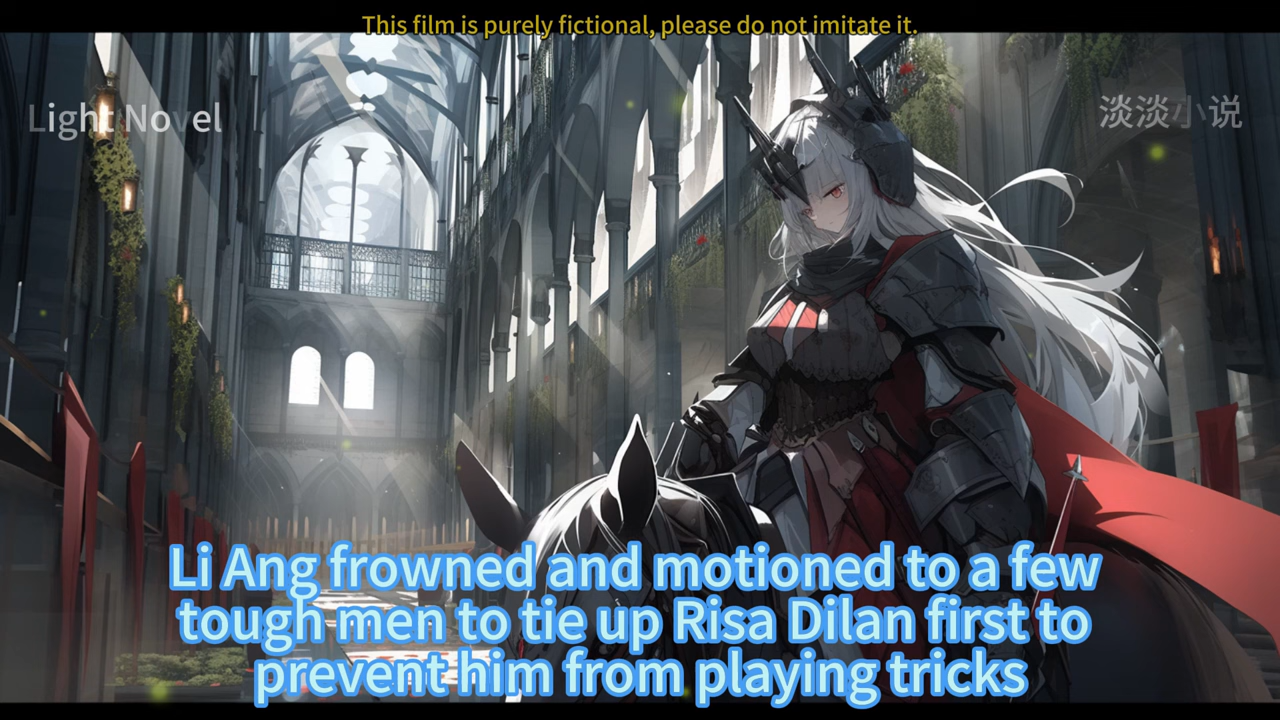 This film is purely fictional, please do not imitate it.
Light Novel
淡淡小说
Li Ang frowned and motioned to a few
tough men to tie up Risa Dilan first to
prevent him from playing tricks